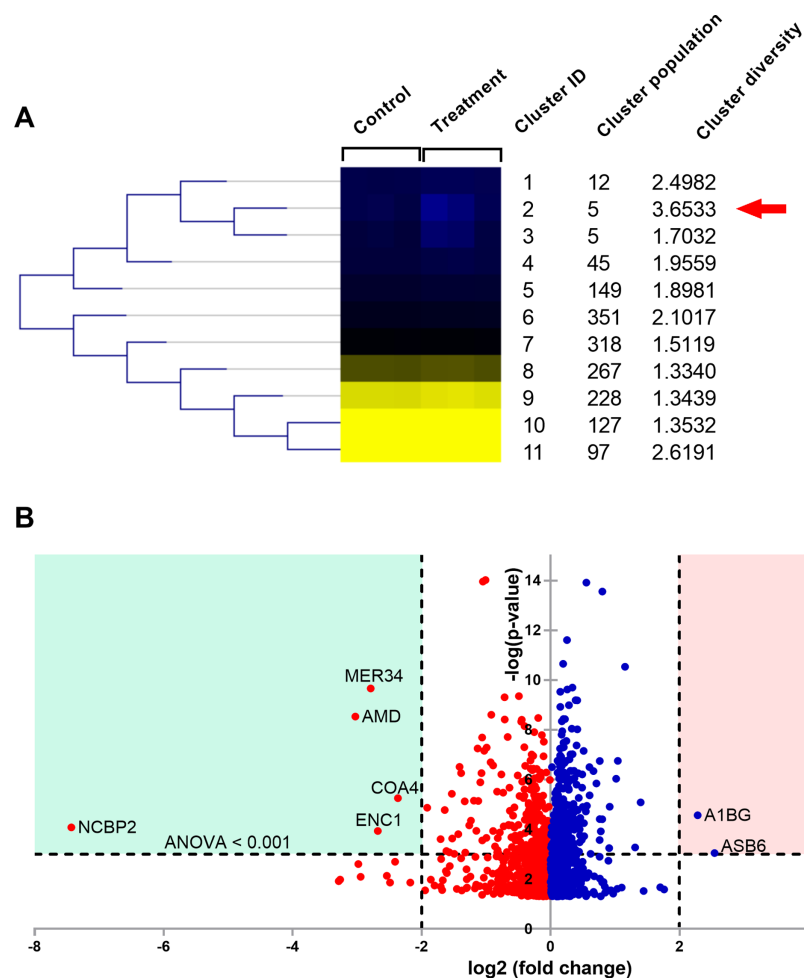 A
Control
Treatment
Cluster ID
Cluster population
Cluster diversity
1 12 2.4982
2 5 3.6533
3 5 1.7032
4 45 1.9559
5 149 1.8981
6 351 2.1017
7 318 1.5119
8 267 1.3340
9 228 1.3439
10 127 1.3532
11 97 2.6191
B
-log(p-value)
14
12
10
8
6
4
2
0
MER34
AMD
COA4
ENC1
NCBP2
ANOVA < 0.001
A1BG
ASB6
-8 -6 -4 -2 0 2
log2 (fold change)